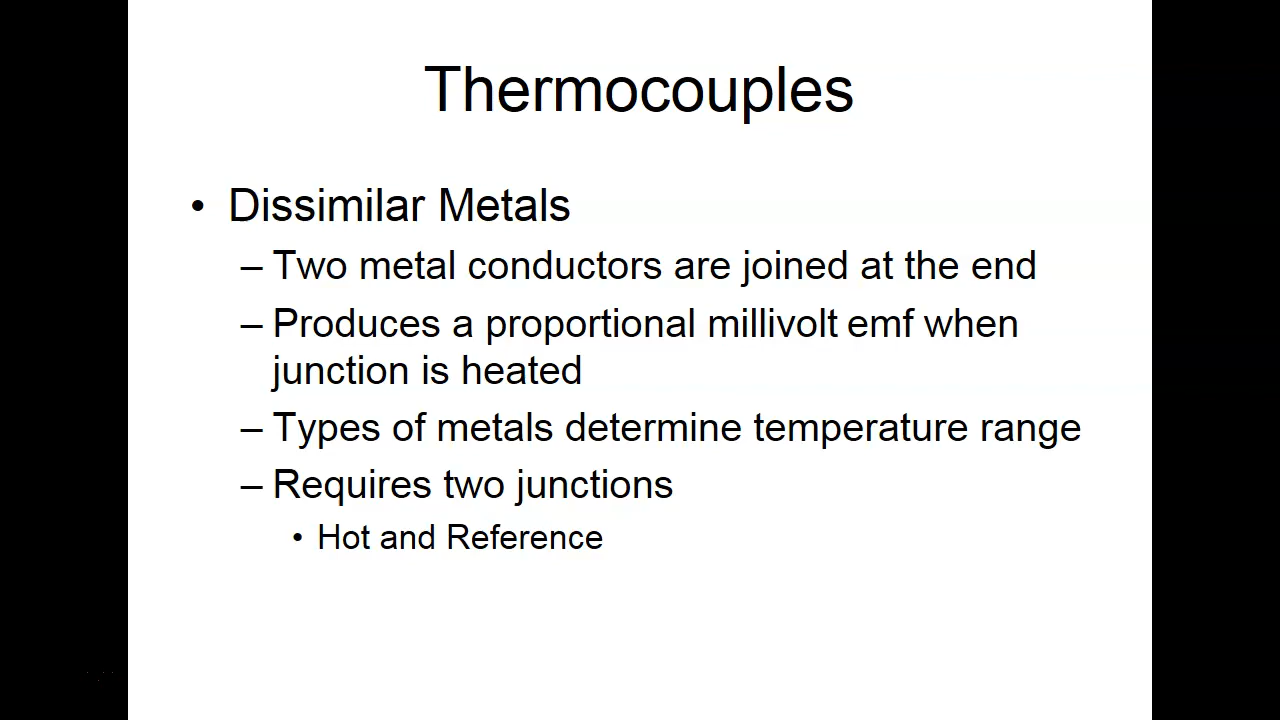 Thermocouples
• Dissimilar Metals
– Two metal conductors are joined at the end
– Produces a proportional millivolt emf when
junction is heated
– Types of metals determine temperature range
– Requires two junctions
• Hot and Reference